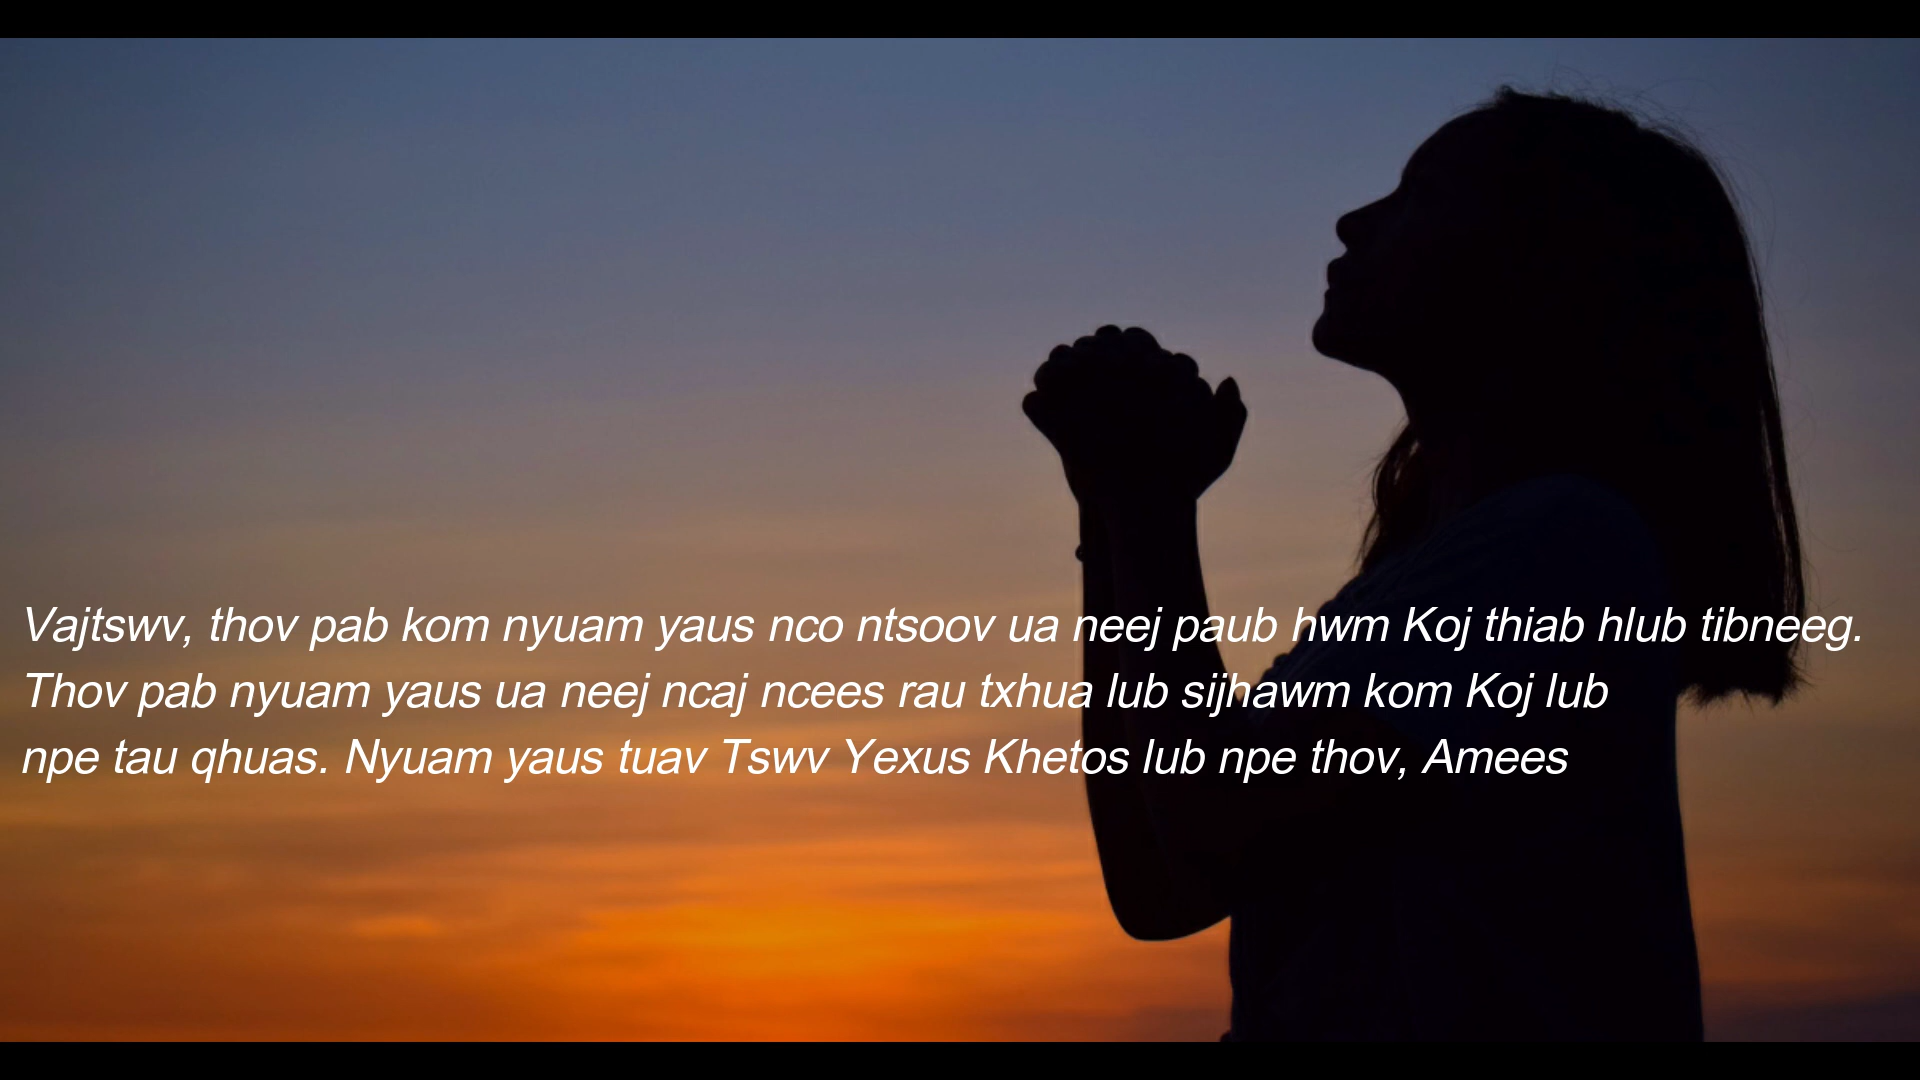 Vajtswv, thov pab kom nyuam yaus nco ntsoov ua neej paub hwm Koj thiab hlub tibneeg.
Thov pab nyuam yaus ua neej ncaj ncees rau txhua lub sijhawm kom Koj lub
npe tau qhuas. Nyuam yaus tuav Tswv Yexus Khetos lub npe thov, Amees